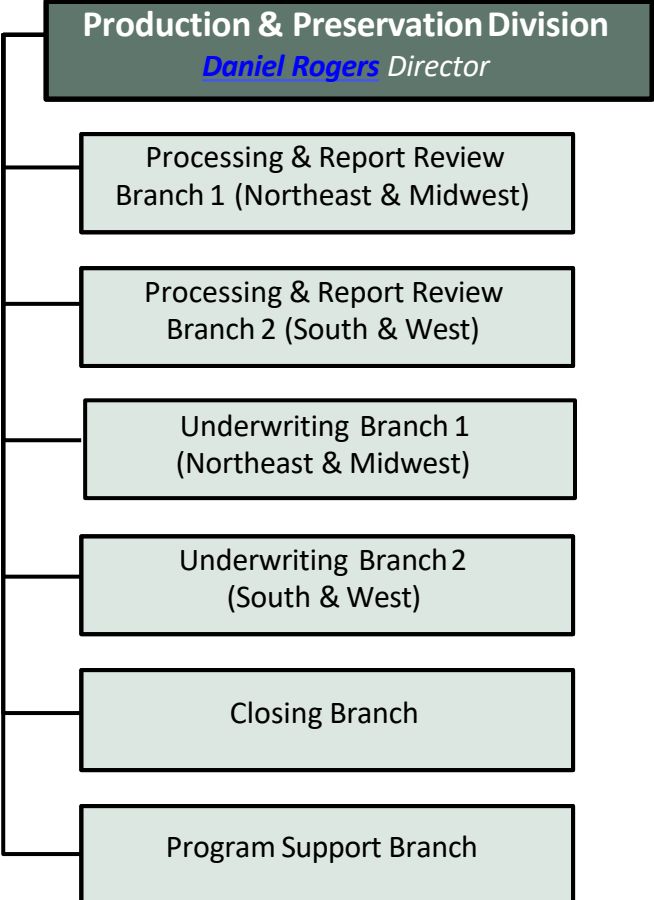 Production & Preservation Division
Daniel Rogers Director
Processing & Report Review
Branch 1 (Northeast & Midwest)
Processing & Report Review
Branch 2 (South & West)
Underwriting Branch 1
(Northeast & Midwest)
Underwriting Branch 2
(South & West)
Closing Branch
Program Support Branch